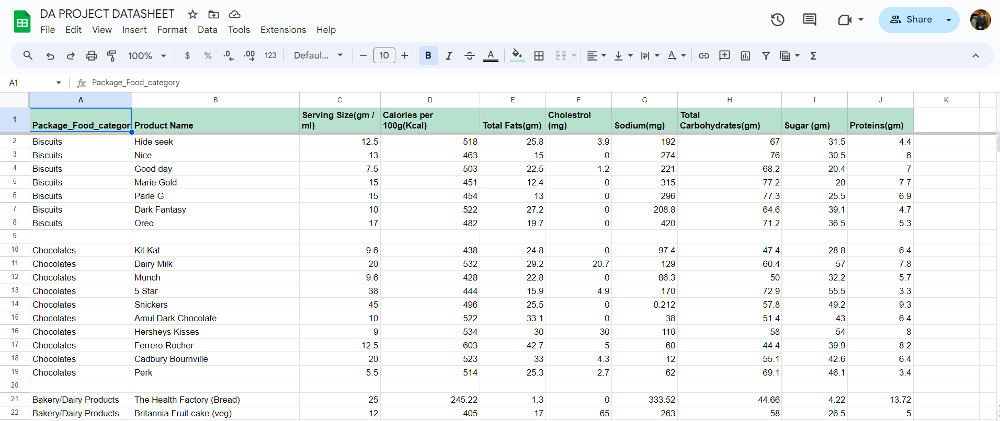 DA PROJECT DATASHEET
File Edit View Insert Format Data Tools Extensions Help
Share
100% $ % .0 .00 123 Defaul... 10 B I S A A Σ
A1 fx Package_Food_category
A B C D E F G H I J K
1 Package_Food_categor Product Name Serving Size(gm / ml) Calories per 100g(Kcal) Total Fats(gm) Cholestrol (mg) Sodium(mg) Total Carbohydrates(gm) Sugar (gm) Proteins(gm)
2 Biscuits Hide seek 12.5 518 25.8 3.9 192 67 31.5 4.4
3 Biscuits Nice 13 463 15 0 274 76 30.5 6
4 Biscuits Good day 7.5 503 22.5 1.2 221 68.2 20.4 7
5 Biscuits Marie Gold 15 451 12.4 0 315 77.2 20 7.7
6 Biscuits Parle G 15 454 13 0 296 77.3 25.5 6.9
7 Biscuits Dark Fantasy 10 522 27.2 0 208.8 64.6 39.1 4.7
8 Biscuits Oreo 17 482 19.7 0 420 71.2 36.5 5.3
9
10 Chocolates Kit Kat 9.6 438 24.8 0 97.4 47.4 28.8 6.4
11 Chocolates Dairy Milk 20 532 29.2 20.7 129 60.4 57 7.8
12 Chocolates Munch 9.6 428 22.8 0 86.3 50 32.2 5.7
13 Chocolates 5 Star 38 444 15.9 4.9 170 72.9 55.5 3.3
14 Chocolates Snickers 45 496 25.5 0 0.212 57.8 49.2 9.3
15 Chocolates Amul Dark Chocolate 10 522 33.1 0 38 51.4 43 6.4
16 Chocolates Hersheys Kisses 9 534 30 30 110 58 54 8
17 Chocolates Ferrero Rocher 12.5 603 42.7 5 60 44.4 39.9 8.2
18 Chocolates Cadbury Bournville 20 523 33 4.3 12 55.1 42.6 6.4
19 Chocolates Perk 5.5 514 25.3 2.7 62 69.1 46.1 3.4
20
21 Bakery/Dairy Products The Health Factory (Bread) 25 245.22 1.3 0 333.52 44.66 4.22 13.72
22 Bakery/Dairy Products Britannia Fruit cake (veg) 12 405 17 65 263 58 26.5 5